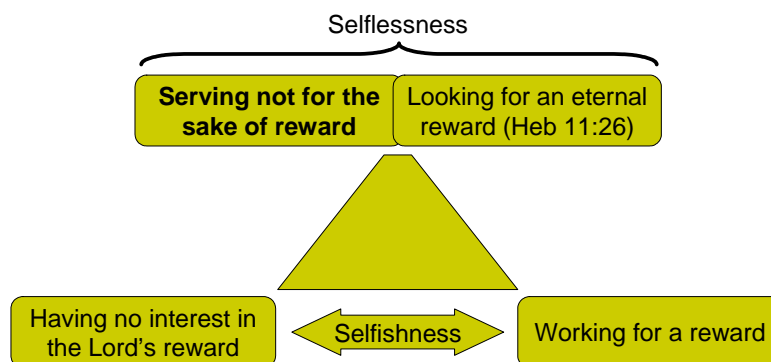 Selflessness
Serving not for the
sake of reward
Looking for an eternal
reward (Heb 11:26)
Having no interest in
the Lord's reward
Selfishness
Working for a reward